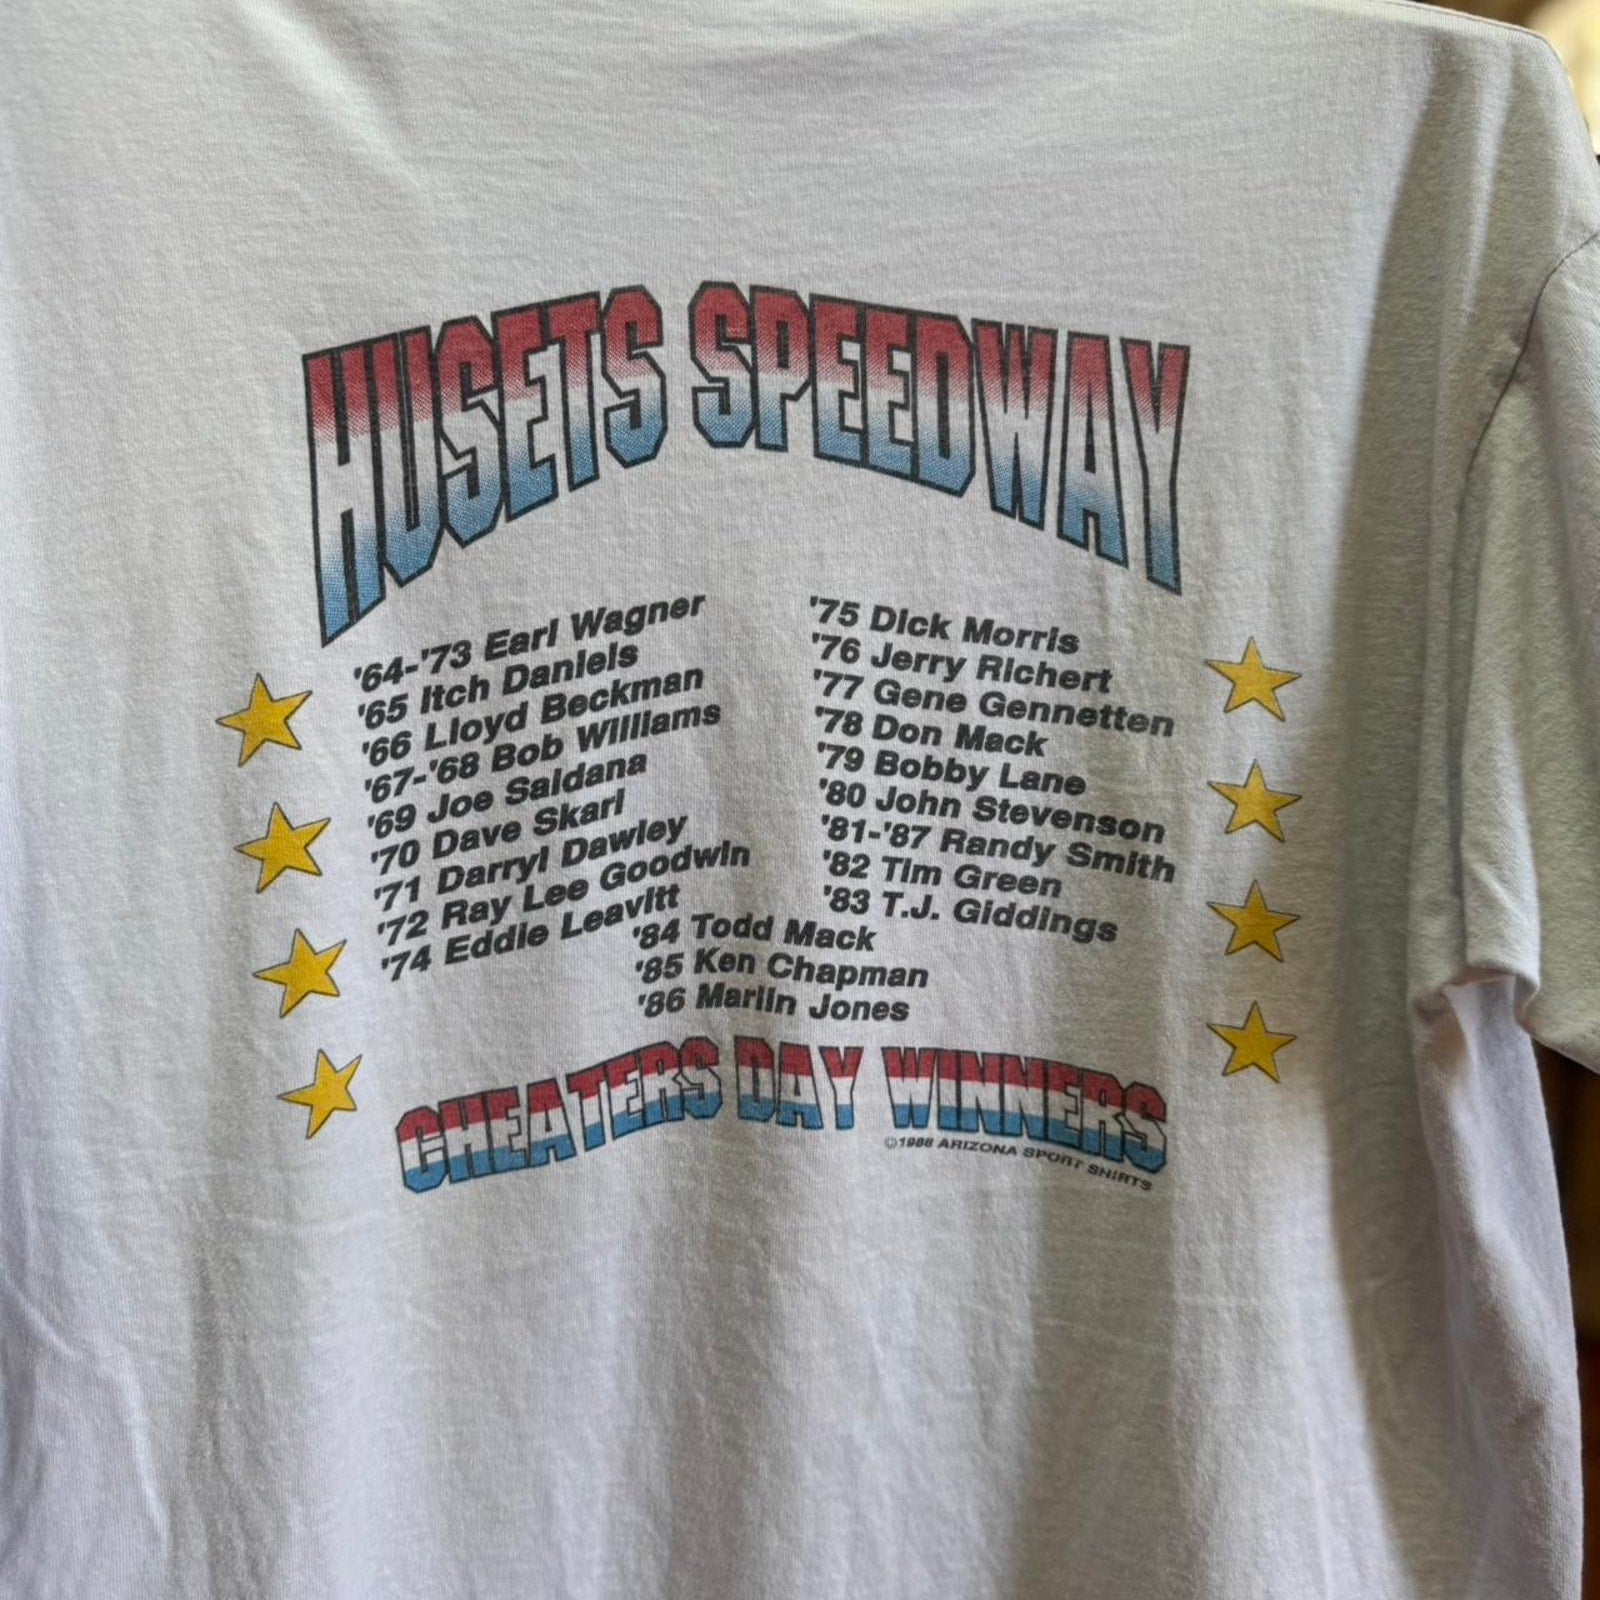 HUSETS SPEEDWAY
'64-'73 Earl Wagner
'65 Itch Daniels
'66 Lloyd Beckman
'67-'68 Bob Williams
'69 Joe Saldana
'70 Dave Skari
'71 Darryl Dawley
'72 Ray Lee Goodwin
'74 Eddie Leavitt
'75 Dick Morris
'76 Jerry Richert
'77 Gene Gennetten
'78 Don Mack
'79 Bobby Lane
'80 John Stevenson
'81-'87 Randy Smith
'82 Tim Green
'83 T.J. Giddings
'84 Todd Mack
'85 Ken Chapman
'86 Marlin Jones
CHEATERS DAY WINNERS
©1988 ARIZONA SPORT SHIRTS